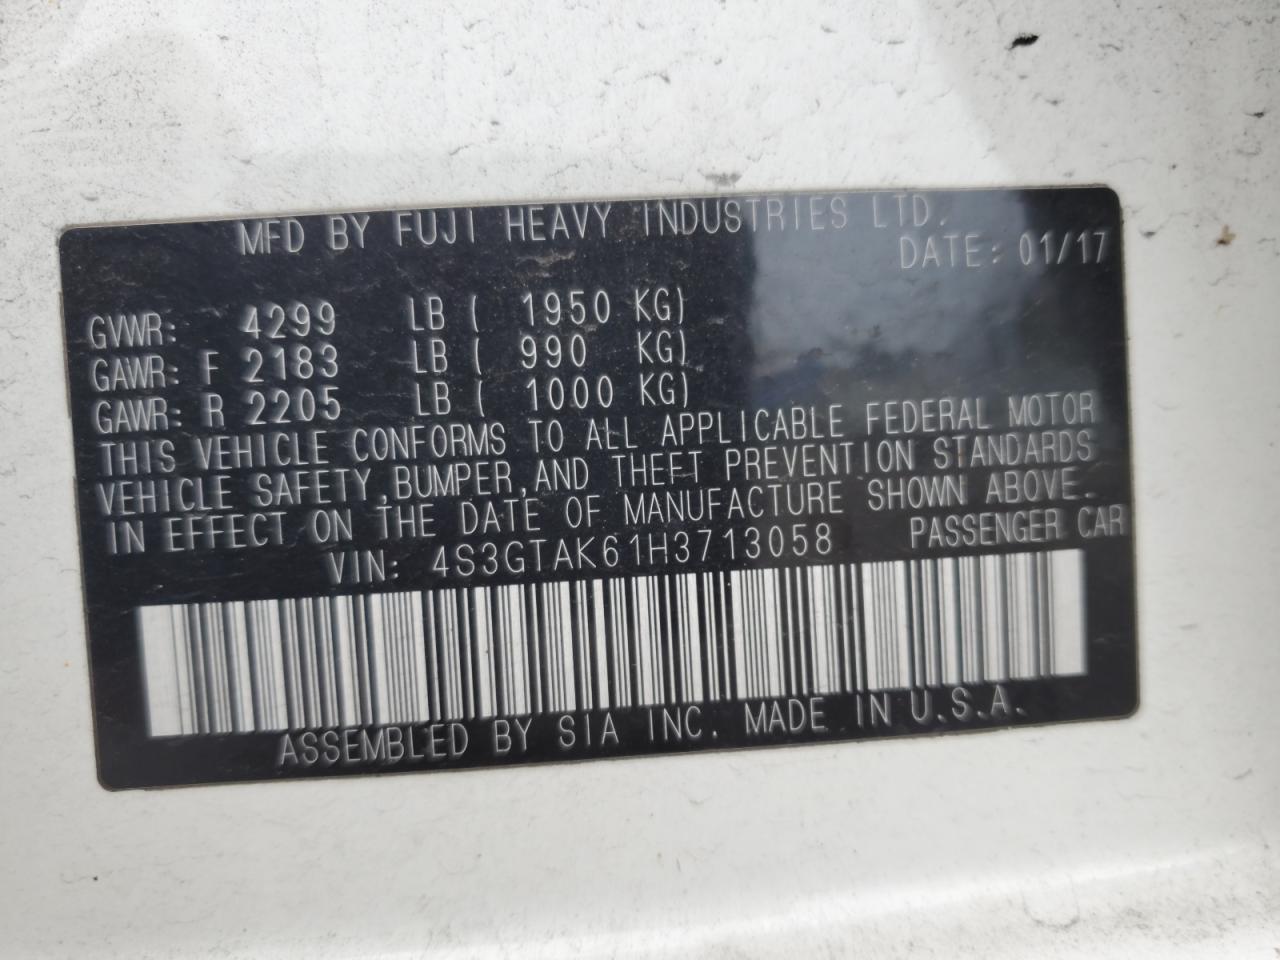 MFD BY FUJI HEAVY INDUSTRIES LTD.
DATE: 01/17
GVWR: 4299 LB ( 1950 KG)
GAWR: F 2183 LB ( 990 KG)
GAWR: R 2205 LB ( 1000 KG)
THIS VEHICLE CONFORMS TO ALL APPLICABLE FEDERAL MOTOR
VEHICLE SAFETY, BUMPER, AND THEFT PREVENTION STANDARDS
IN EFFECT ON THE DATE OF MANUFACTURE SHOWN ABOVE.
VIN: 4S3GTAK61H3713058 PASSENGER CAR
ASSEMBLED BY SIA INC. MADE IN U.S.A.